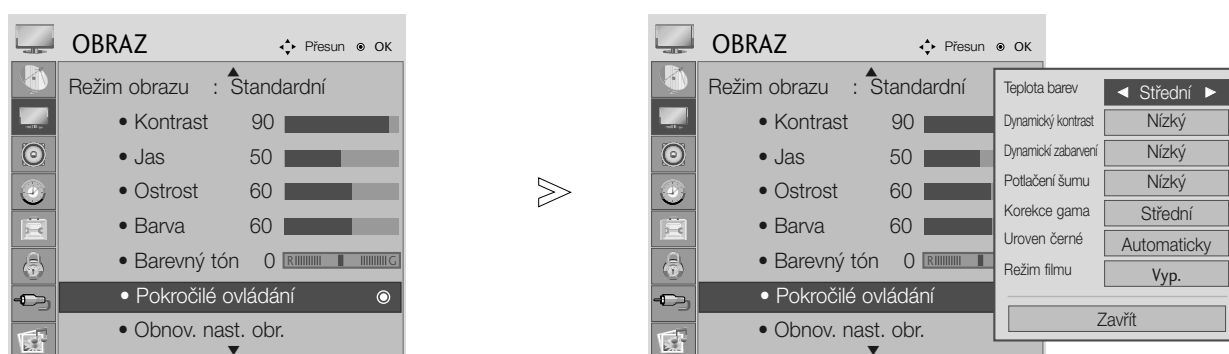 OBRAZ Přesun OK
Režim obrazu : Standardní
• Kontrast 90
• Jas 50
• Ostrost 60
• Barva 60
• Barevný tón 0 R G
• Pokročilé ovládání
• Obnov. nast. obr.
>
OBRAZ Přesun OK
Režim obrazu : Standardní
• Kontrast 90
• Jas 50
• Ostrost 60
• Barva 60
• Barevný tón 0 R
• Pokročilé ovládání
• Obnov. nast. obr.
Teplota barev ◄ Střední ►
Dynamický kontrast Nízký
Dynamickí zabarvení Nízký
Potlačení šumu Nízký
Korekce gama Střední
Uroven černé Automaticky
Režim filmu Vyp.
Zavřít